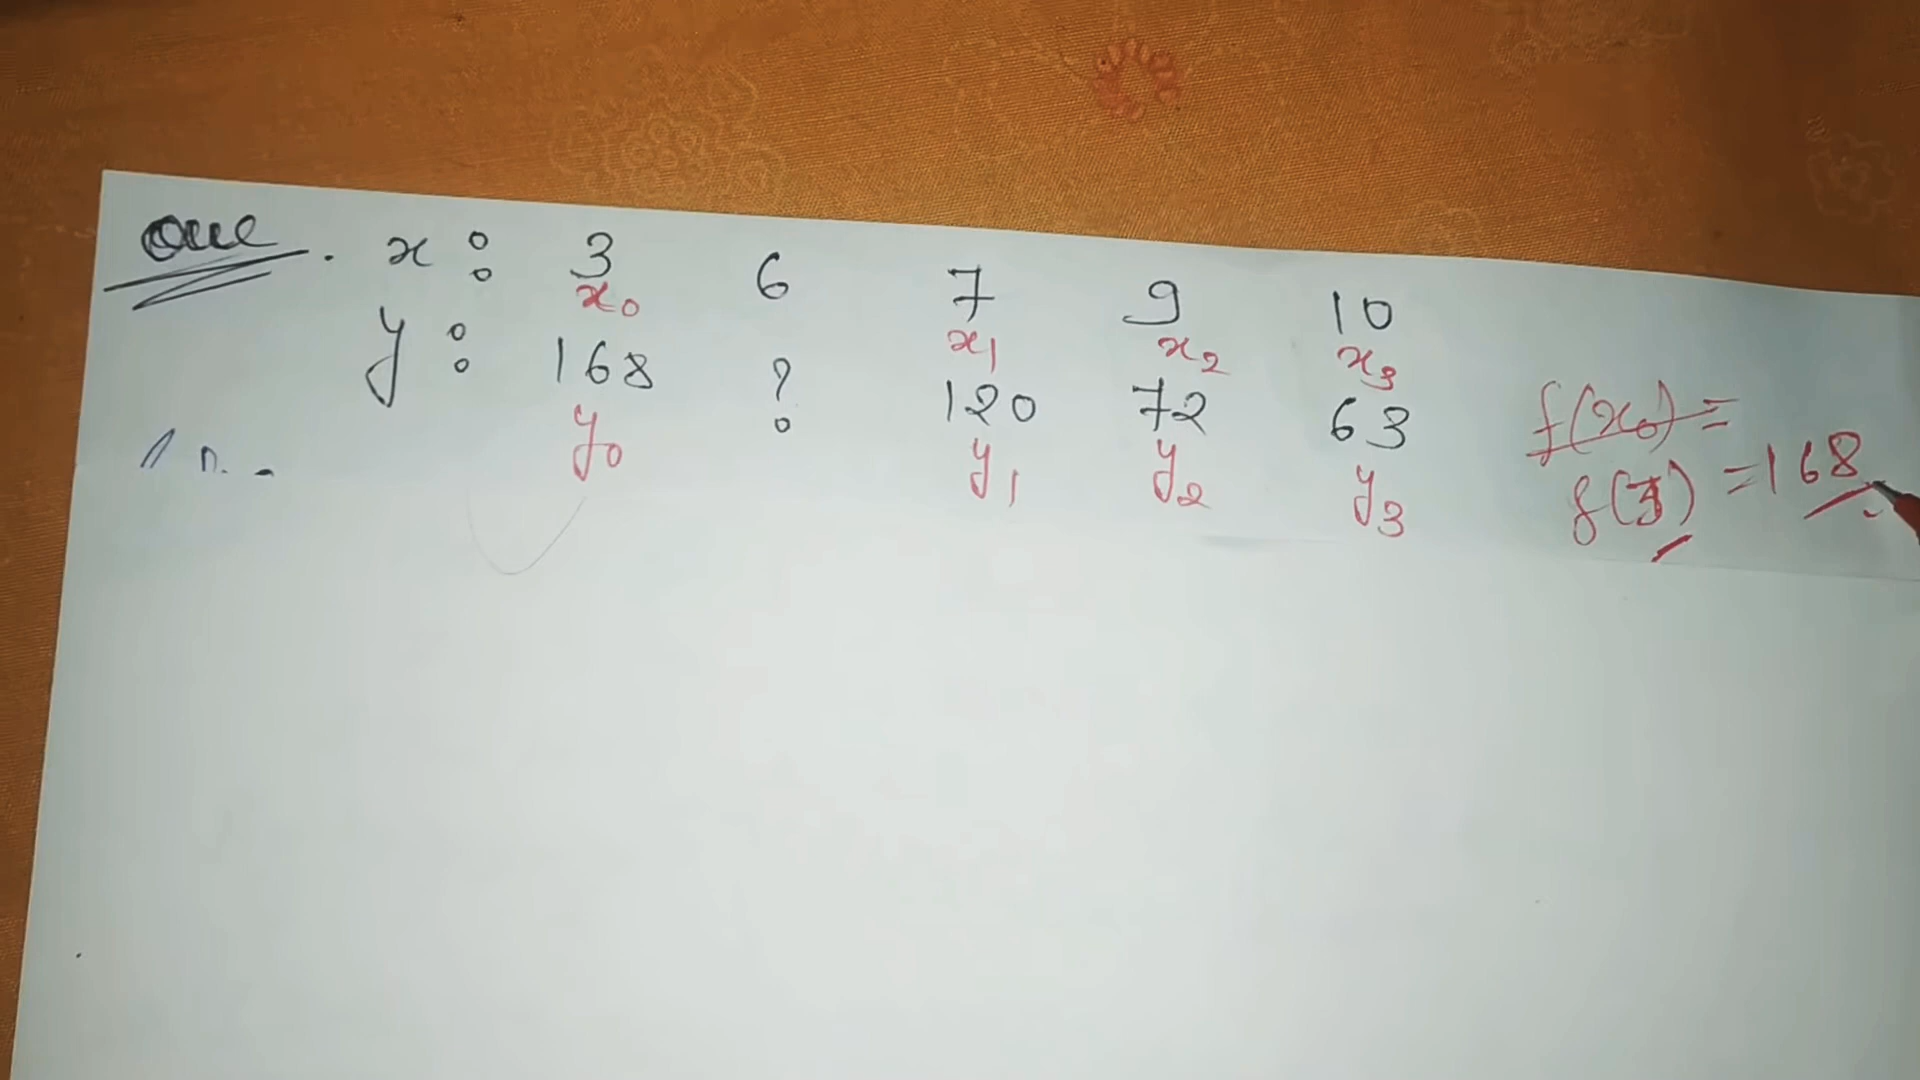 Que. x : 3 6 7 9 10
x₀ x₁ x₂ x₃
y : 168 ? 120 72 63
y₀ y₁ y₂ y₃
f(x₀) =
f(3) = 168